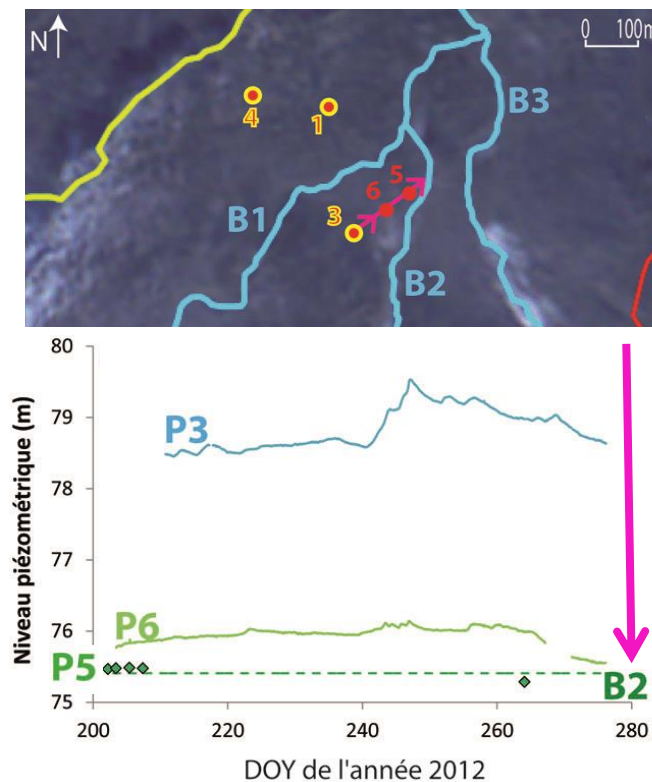 N
0 100m
B3
4
1
5
6
3
B1
B2
80
79
78
77
76
75
Niveau piézométrique (m)
P3
P6
P5
B2
200 220 240 260 280
DOY de l'année 2012